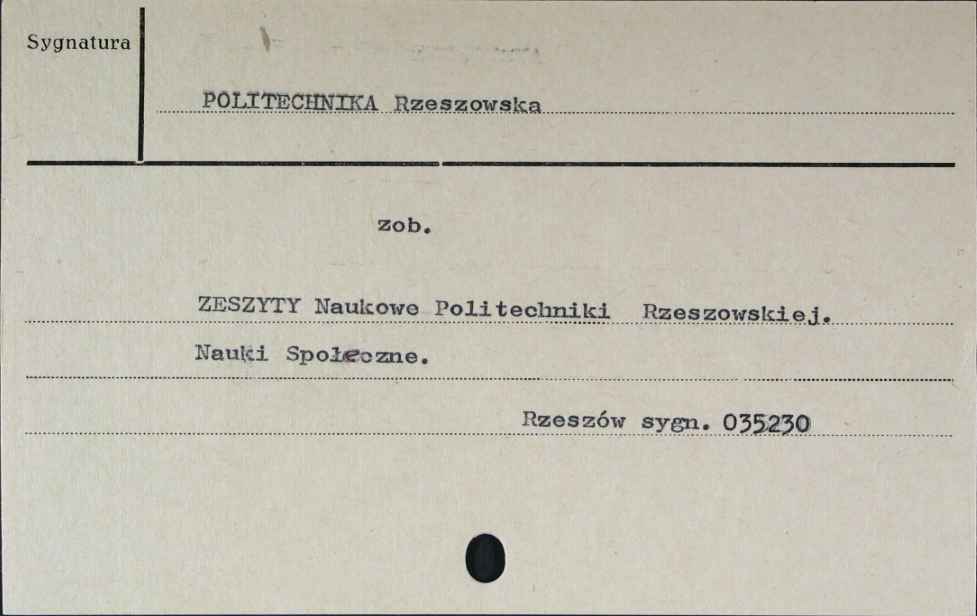 Sygnatura
POLITECHNIKA Rzeszowska
zob.
ZESZYTY Naukowe Politechniki Rzeszowskiej.
Nauki Społeczne.
Rzeszów sygn. 035230